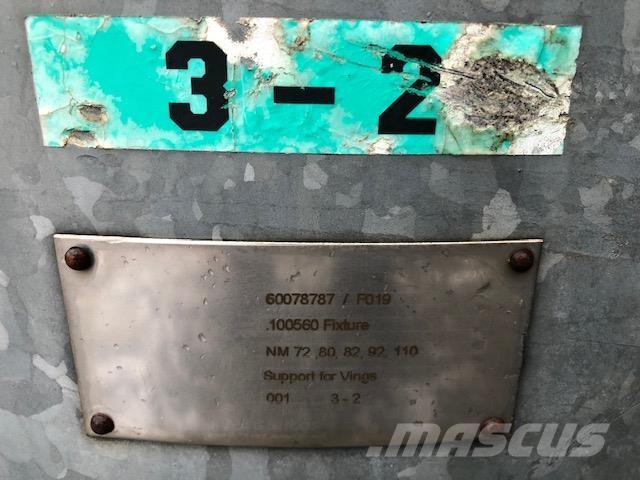 3-2
60078787 / F019
.100560 Fixture
NM 72 ,80, 82, 92, 110
Support for Vings
001 3-2
MASCUS